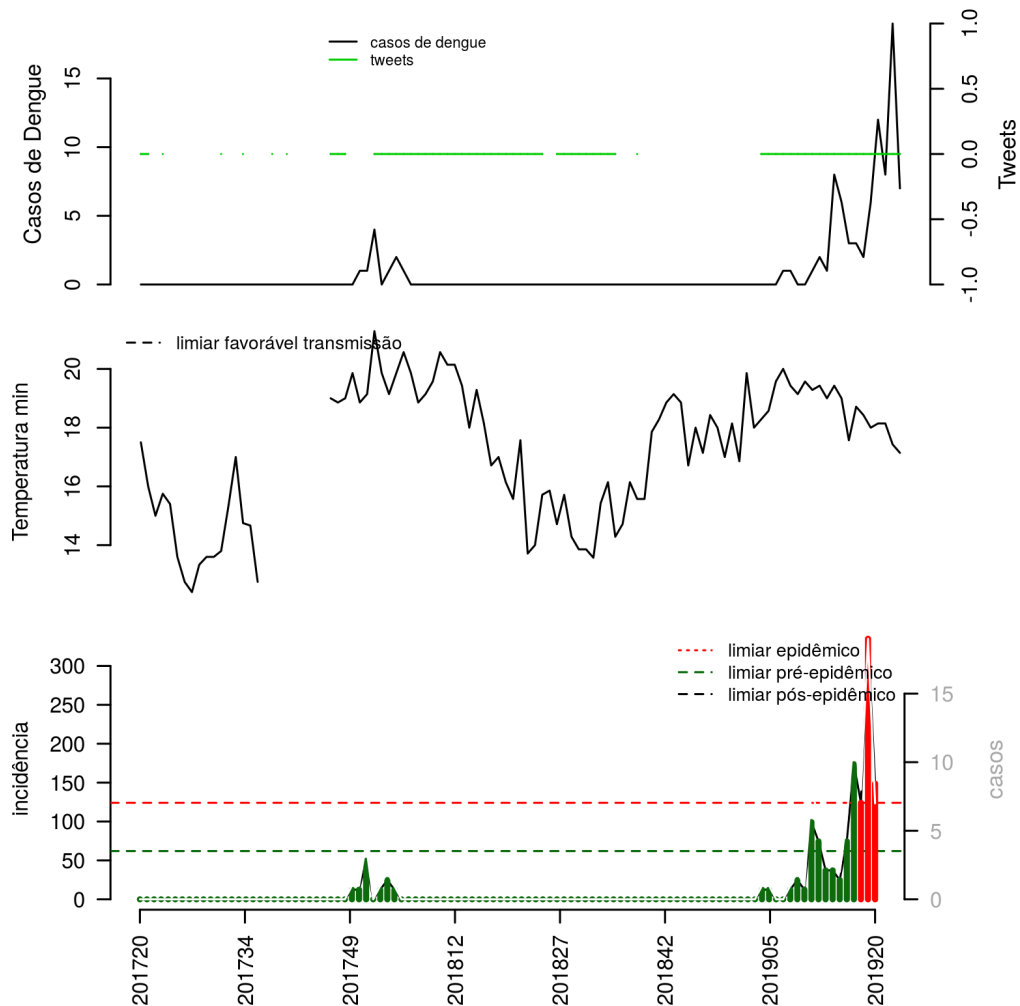 casos de dengue
tweets
Casos de Dengue
0
5
10
15
Tweets
-1.0
-0.5
0.0
0.5
1.0
limiar favorável transmissão
Temperatura min
14
16
18
20
limiar epidêmico
limiar pré-epidêmico
limiar pós-epidêmico
incidência
0
50
100
150
200
250
300
casos
0
5
10
15
201720
201734
201749
201812
201827
201842
201905
201920